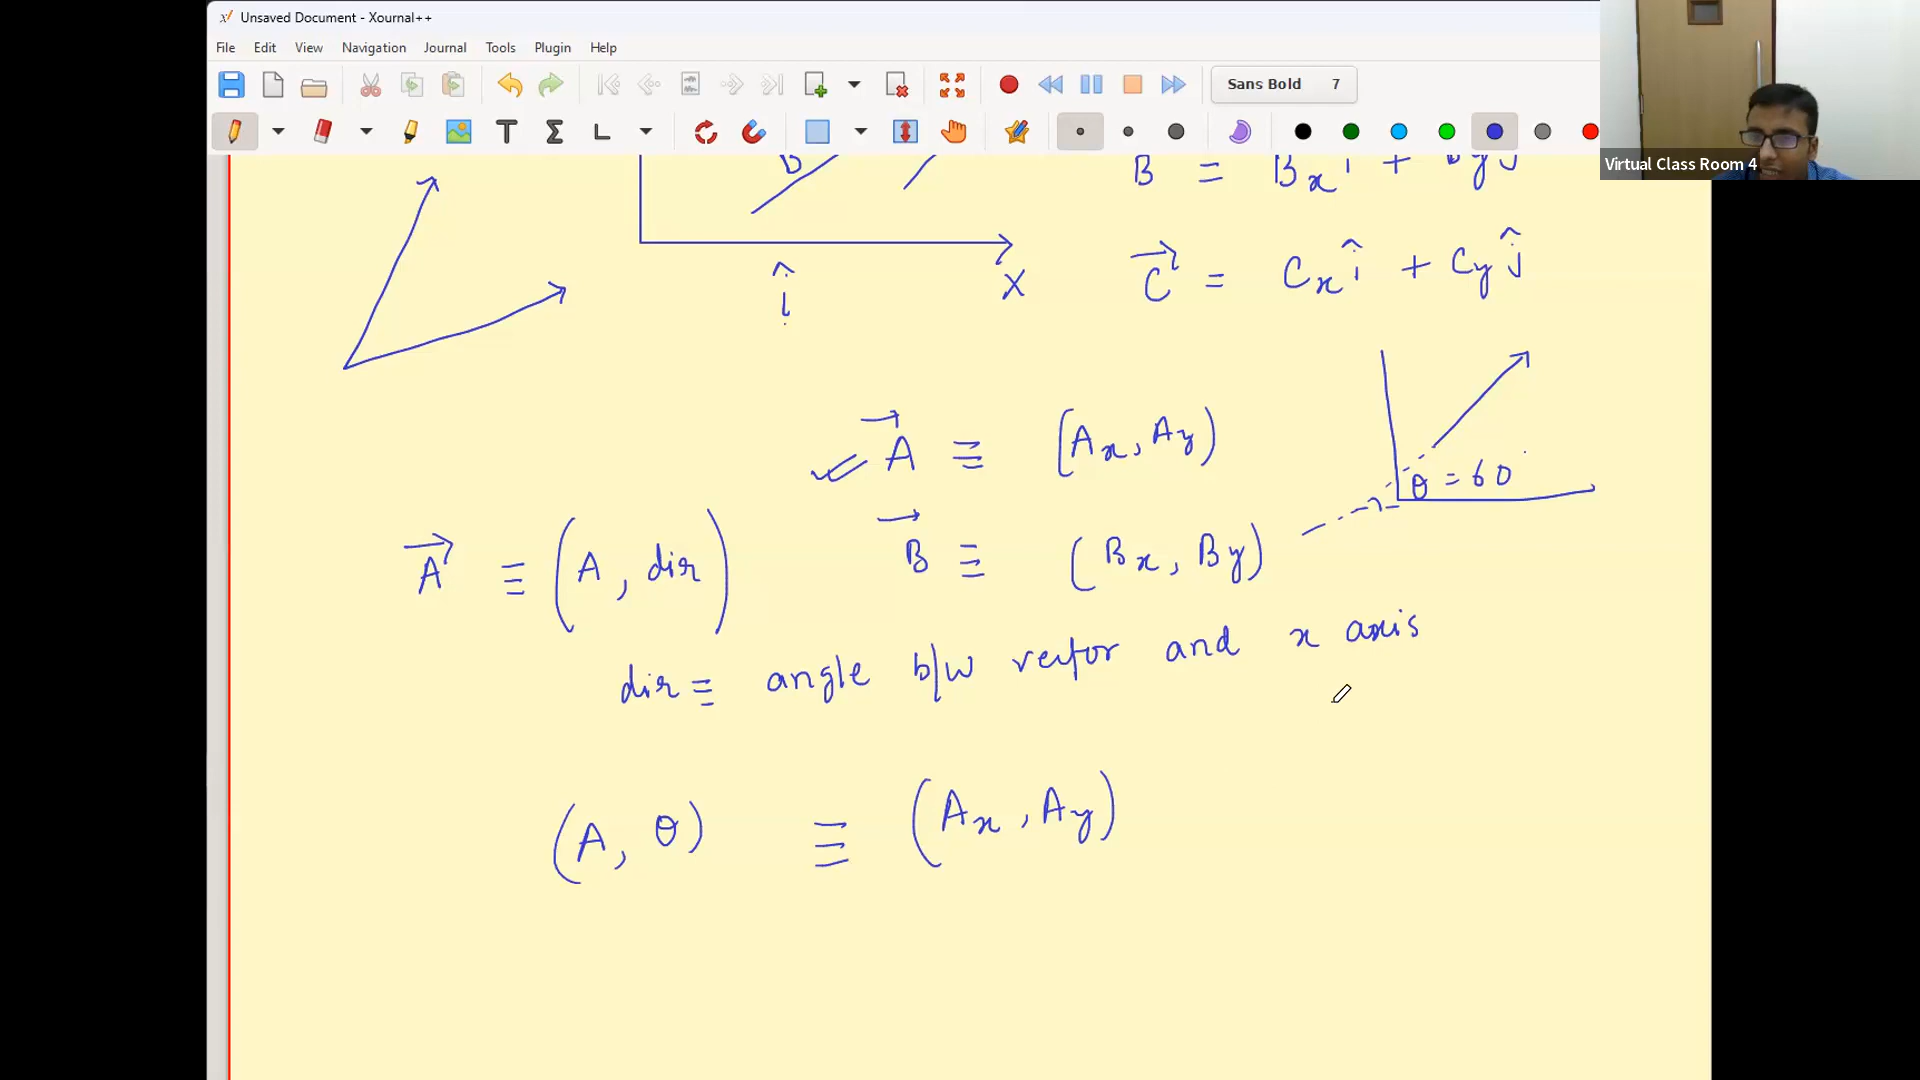 Unsaved Document - Xournal++
File Edit View Navigation Journal Tools Plugin Help
Sans Bold 7
Virtual Class Room 4
B = Bx i + By j
î X
C⃗ = Cx î + Cy ĵ
A⃗ ≡ (Ax, Ay)
θ = 60
A⃗ ≡ (A, dir)
B⃗ ≡ (Bx, By)
dir ≡ angle b/w vector and x axis
(A, θ) ≡ (Ax, Ay)